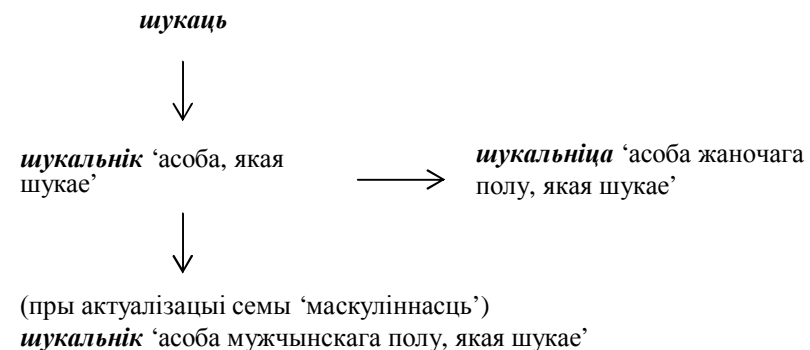 шукаць
шукальнік ‘асоба, якая
шукае’
шукальніца ‘асоба жаночага
полу, якая шукае’
(пры актуалізацыі семы ‘маскуліннасць’)
шукальнік ‘асоба мужчынскага полу, якая шукае’